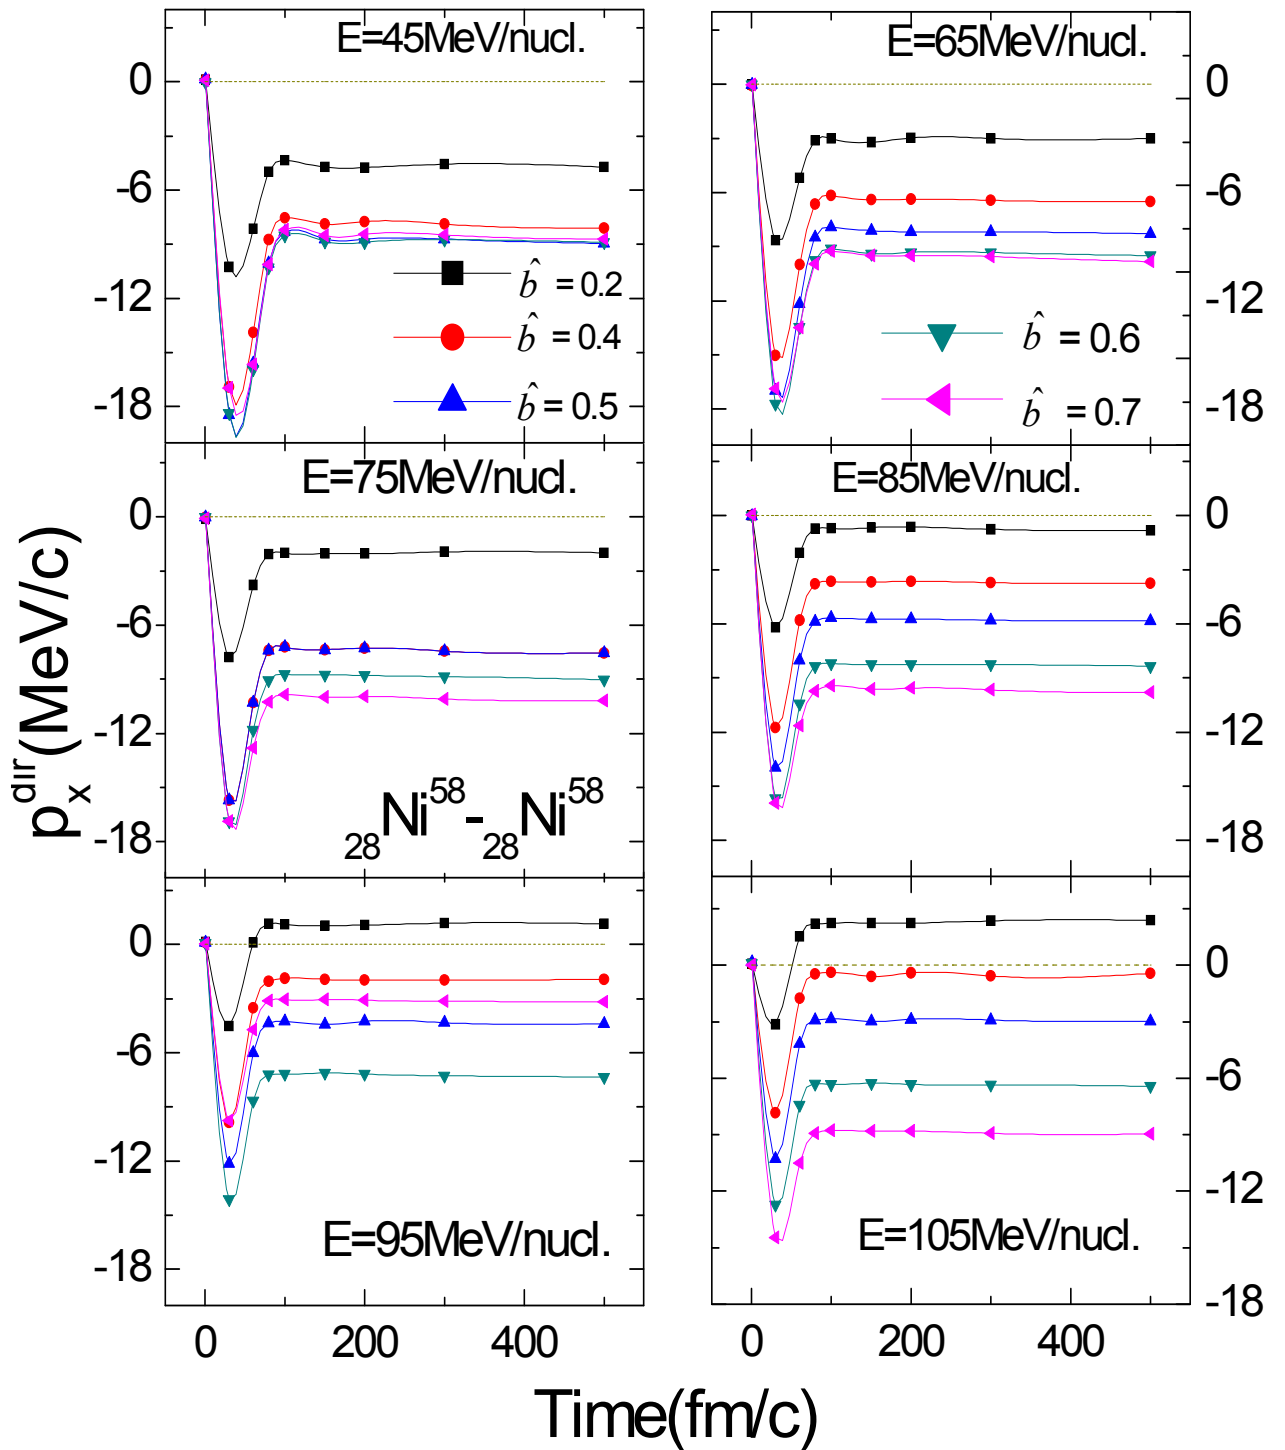 E=45MeV/nucl.
E=65MeV/nucl.
0
-6
-12
-18
0
-6
-12
-18
b̂ = 0.2
b̂ = 0.4
b̂ = 0.5
b̂ = 0.6
b̂ = 0.7
E=75MeV/nucl.
E=85MeV/nucl.
0
-6
-12
-18
0
-6
-12
-18
₂₈Ni⁵⁸-₂₈Ni⁵⁸
p_x^dir(MeV/c)
0
-6
-12
-18
0
-6
-12
-18
E=95MeV/nucl.
E=105MeV/nucl.
0 200 400
0 200 400
Time(fm/c)